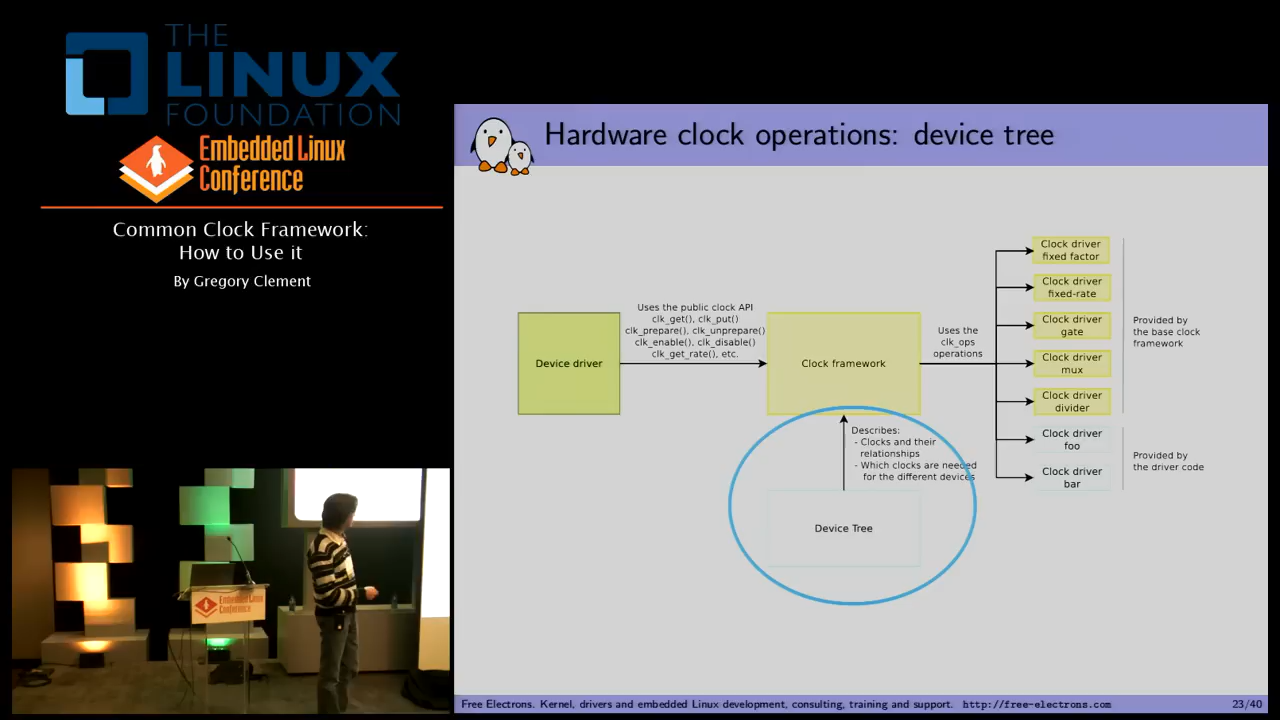 THE
LINUX
FOUNDATION
Embedded Linux
Conference
Common Clock Framework:
How to Use it
By Gregory Clement
Hardware clock operations: device tree
Device driver
Uses the public clock API
clk_get(), clk_put()
clk_prepare(), clk_unprepare()
clk_enable(), clk_disable()
clk_get_rate(), etc.
Clock framework
Uses the
clk_ops
operations
Clock driver
fixed factor
Clock driver
fixed-rate
Clock driver
gate
Clock driver
mux
Clock driver
divider
Clock driver
foo
Clock driver
bar
Provided by
the base clock
framework
Provided by
the driver code
Describes:
- Clocks and their
relationships
- Which clocks are needed
for the different devices
Device Tree
Embedded Linux
Conference
Free Electrons. Kernel, drivers and embedded Linux development, consulting, training and support. http://free-electrons.com 23/40